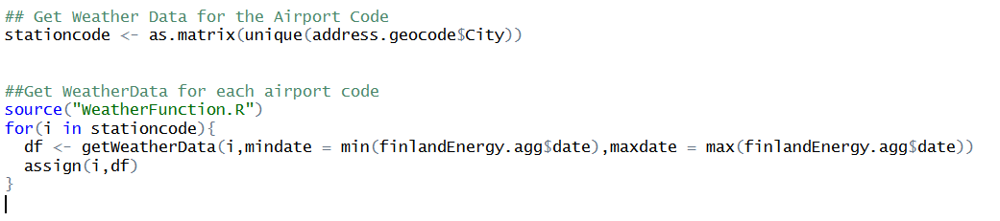 ## Get Weather Data for the Airport Code
stationcode <- as.matrix(unique(address.geocode$City))
##Get WeatherData for each airport code
source("WeatherFunction.R")
for(i in stationcode){
  df <- getWeatherData(i,mindate = min(finlandEnergy.agg$date),maxdate = max(finlandEnergy.agg$date))
  assign(i,df)
}